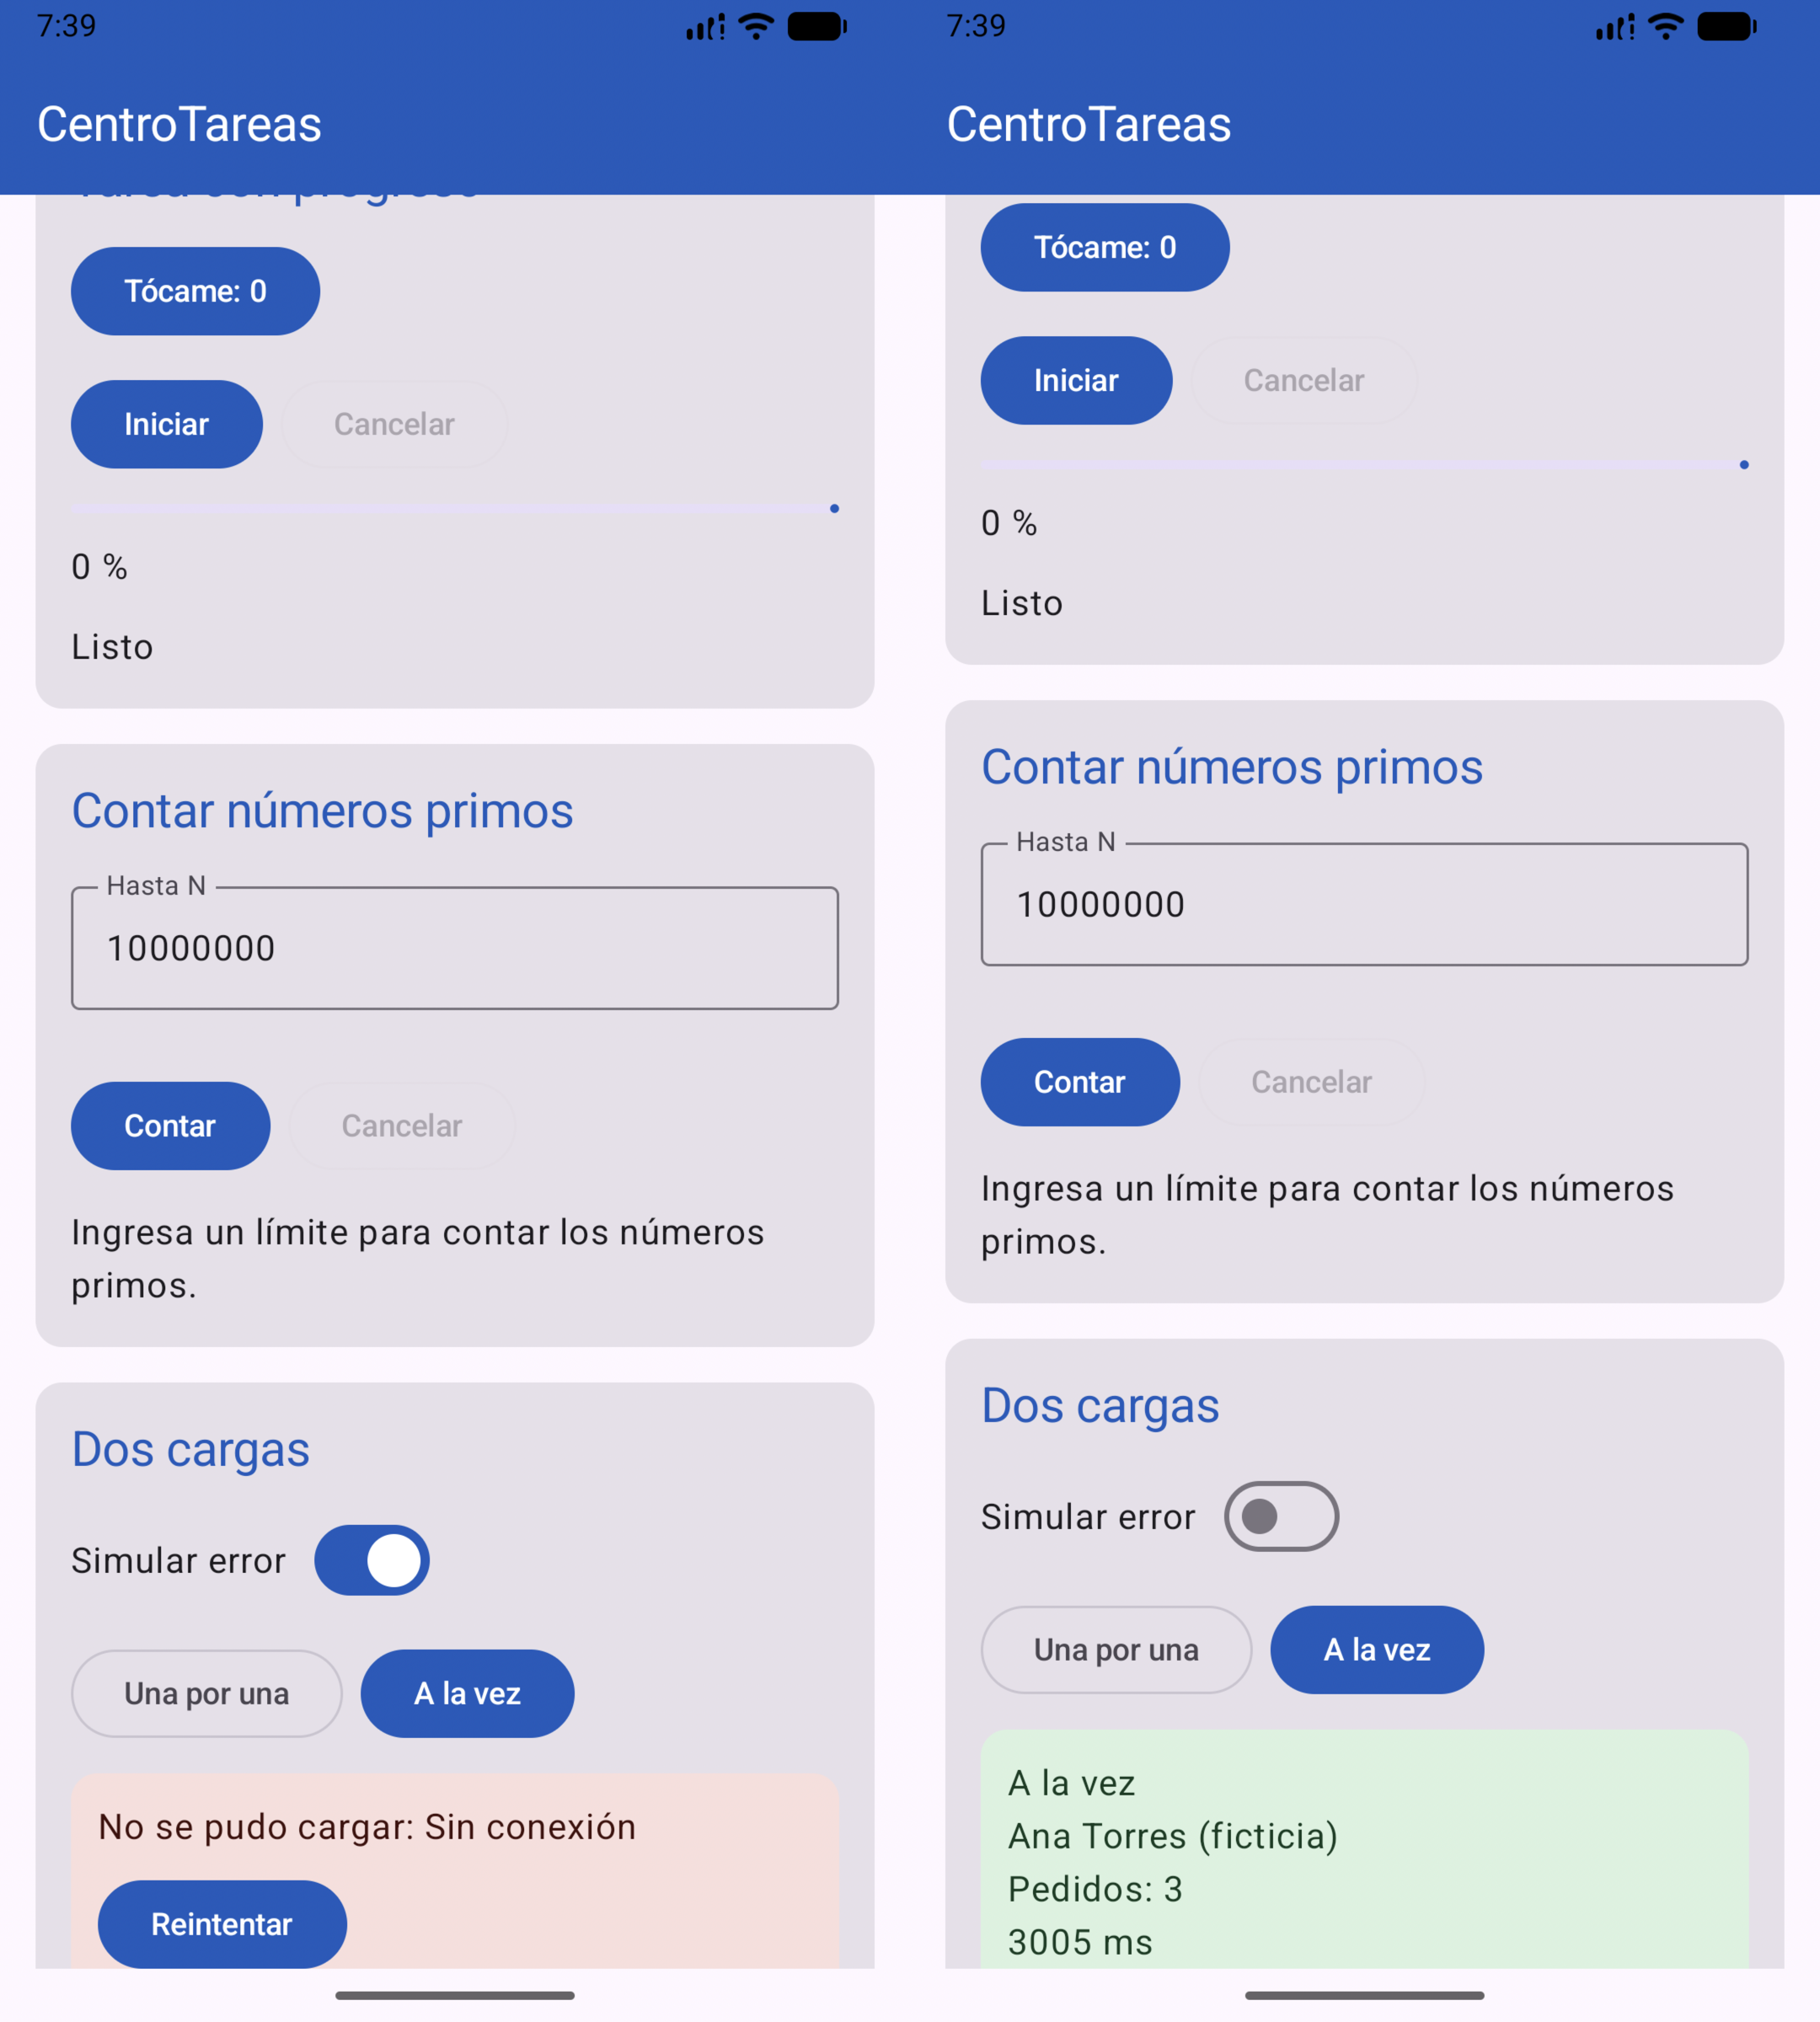 7:39
CentroTareas
Tócame: 0
Iniciar
Cancelar
0 %
Listo
Contar números primos
Hasta N
10000000
Contar
Cancelar
Ingresa un límite para contar los números
primos.
Dos cargas
Simular error
Una por una
A la vez
No se pudo cargar: Sin conexión
Reintentar
7:39
CentroTareas
Tócame: 0
Iniciar
Cancelar
0 %
Listo
Contar números primos
Hasta N
10000000
Contar
Cancelar
Ingresa un límite para contar los números
primos.
Dos cargas
Simular error
Una por una
A la vez
A la vez
Ana Torres (ficticia)
Pedidos: 3
3005 ms